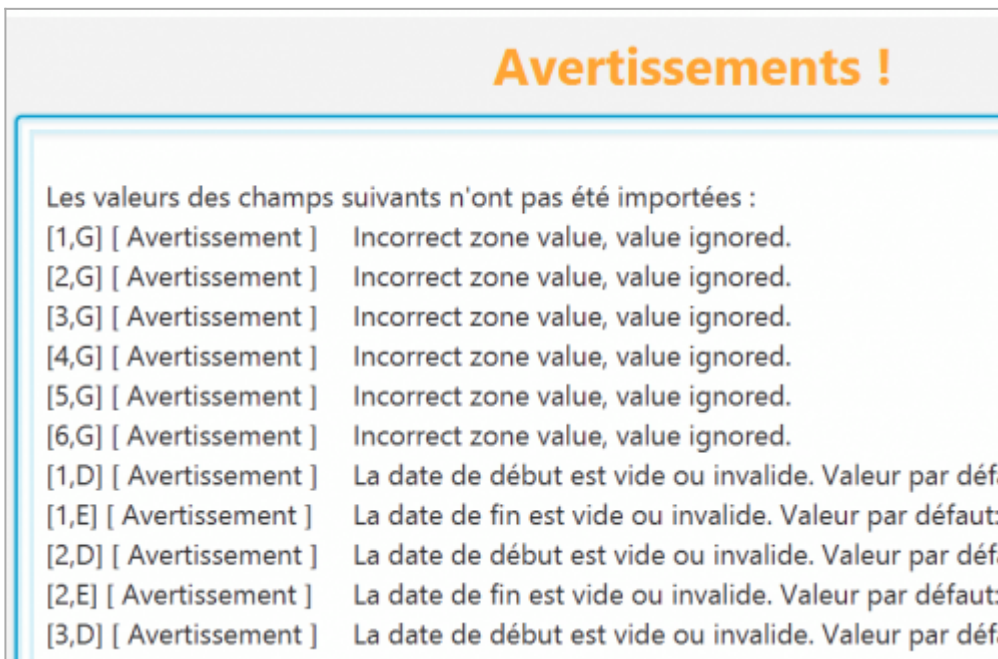 Avertissements !
Les valeurs des champs suivants n'ont pas été importées :
[1,G] [ Avertissement ] Incorrect zone value, value ignored.
[2,G] [ Avertissement ] Incorrect zone value, value ignored.
[3,G] [ Avertissement ] Incorrect zone value, value ignored.
[4,G] [ Avertissement ] Incorrect zone value, value ignored.
[5,G] [ Avertissement ] Incorrect zone value, value ignored.
[6,G] [ Avertissement ] Incorrect zone value, value ignored.
[1,D] [ Avertissement ] La date de début est vide ou invalide. Valeur par
[1,E] [ Avertissement ] La date de fin est vide ou invalide. Valeur par défaut:
[2,D] [ Avertissement ] La date de début est vide ou invalide. Valeur par
[2,E] [ Avertissement ] La date de fin est vide ou invalide. Valeur par défaut:
[3,D] [ Avertissement ] La date de début est vide ou invalide. Valeur par